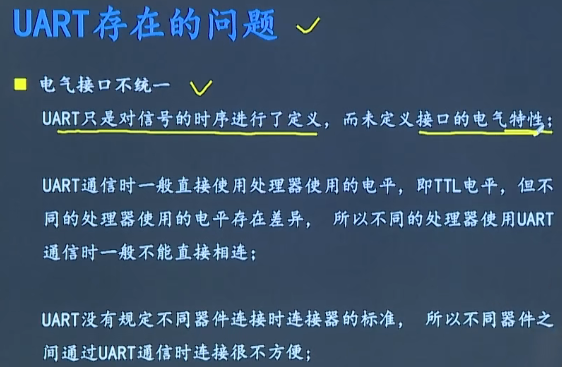 UART存在的问题
电气接口不统一
UART只是对信号的时序进行了定义，而未定义接口的电气特性；
UART通信时一般直接使用处理器使用的电平，即TTL电平，但不
同的处理器使用的电平存在差异， 所以不同的处理器使用UART
通信时一般不能直接相连；
UART没有规定不同器件连接时连接器的标准， 所以不同器件之
间通过UART通信时连接很不方便；